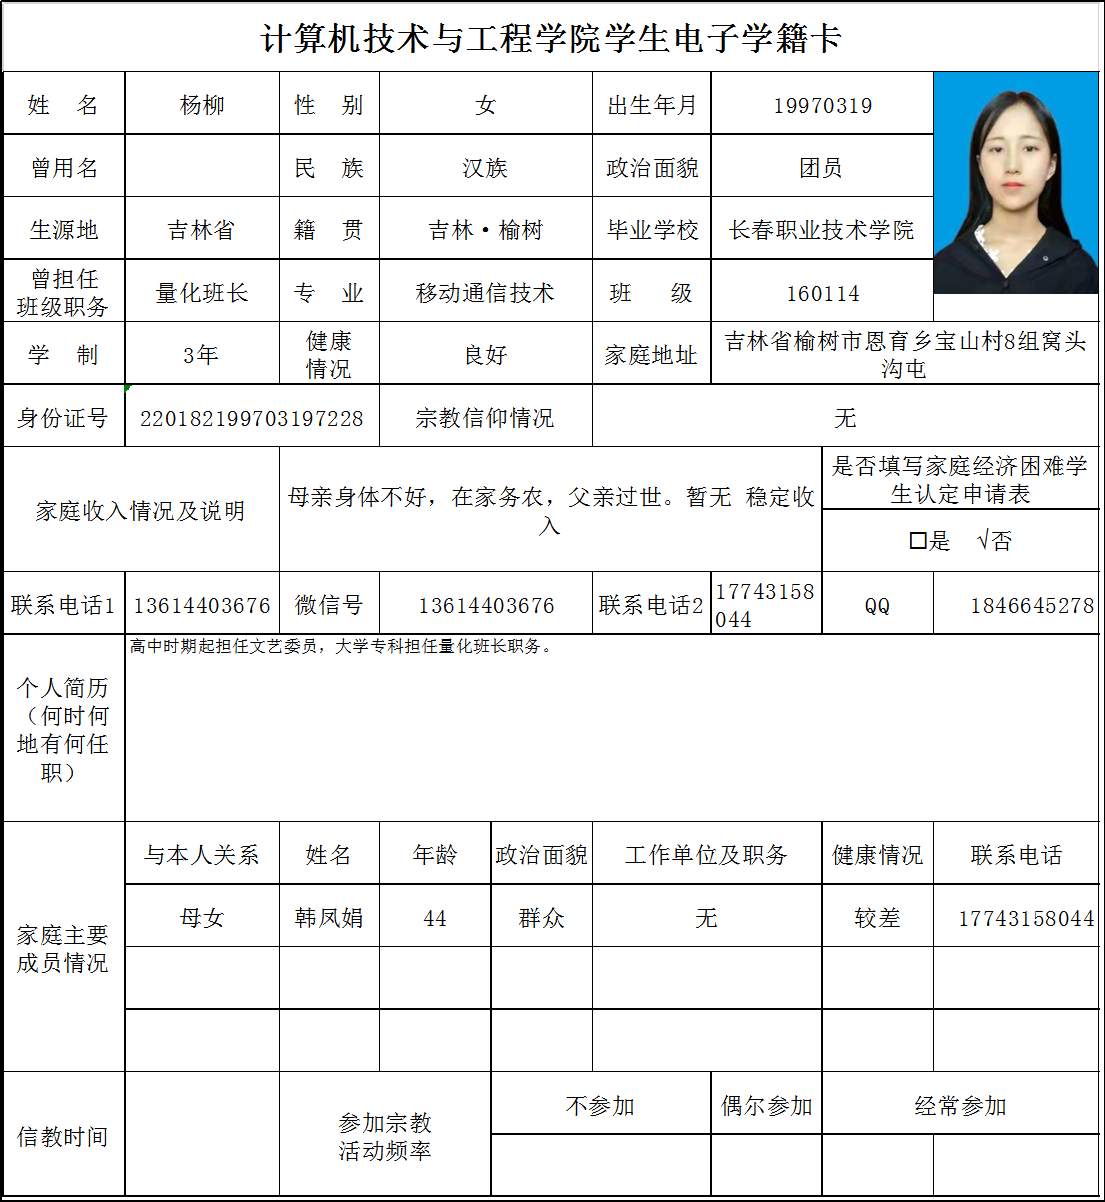 计算机技术与工程学院学生电子学籍卡
姓 名 杨柳 性 别 女 出生年月 19970319
曾用名 民 族 汉族 政治面貌 团员
生源地 吉林省 籍 贯 吉林·榆树 毕业学校 长春职业技术学院
曾担任
班级职务 量化班长 专 业 移动通信技术 班 级 160114
学 制 3年 健康
情况 良好 家庭地址 吉林省榆树市恩育乡宝山村8组窝头
沟屯
身份证号 220182199703197228 宗教信仰情况 无
家庭收入情况及说明 母亲身体不好，在家务农，父亲过世。暂无 稳定收
入
是否填写家庭经济困难学
生认定申请表
□是 √否
联系电话1 13614403676 微信号 13614403676 联系电话2 17743158
044 QQ 1846645278
个人简历
（何时何
地有何任
职）
高中时期起担任文艺委员，大学专科担任量化班长职务。
家庭主要
成员情况
与本人关系 姓名 年龄 政治面貌 工作单位及职务 健康情况 联系电话
母女 韩凤娟 44 群众 无 较差 17743158044
信教时间 参加宗教
活动频率 不参加 偶尔参加 经常参加